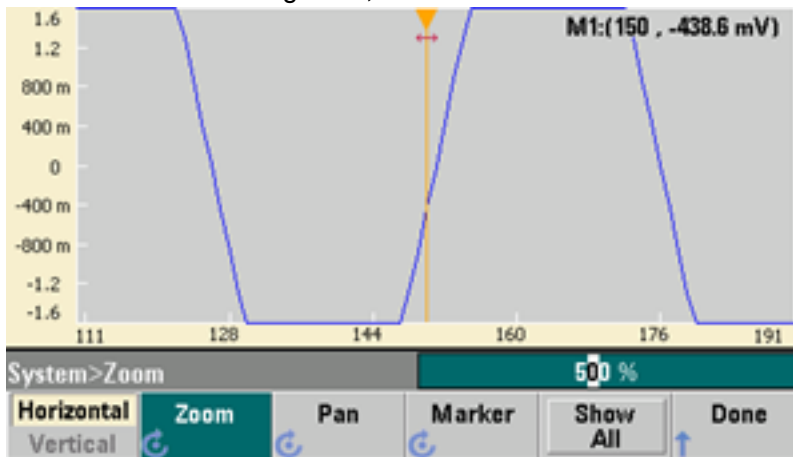 1.6
M1:(150 , -438.6 mV)
1.2
800 m
400 m
0
-400 m
-800 m
-1.2
-1.6
111 128 144 160 176 191
System>Zoom 500 %
Horizontal Zoom Pan Marker Show All Done
Vertical